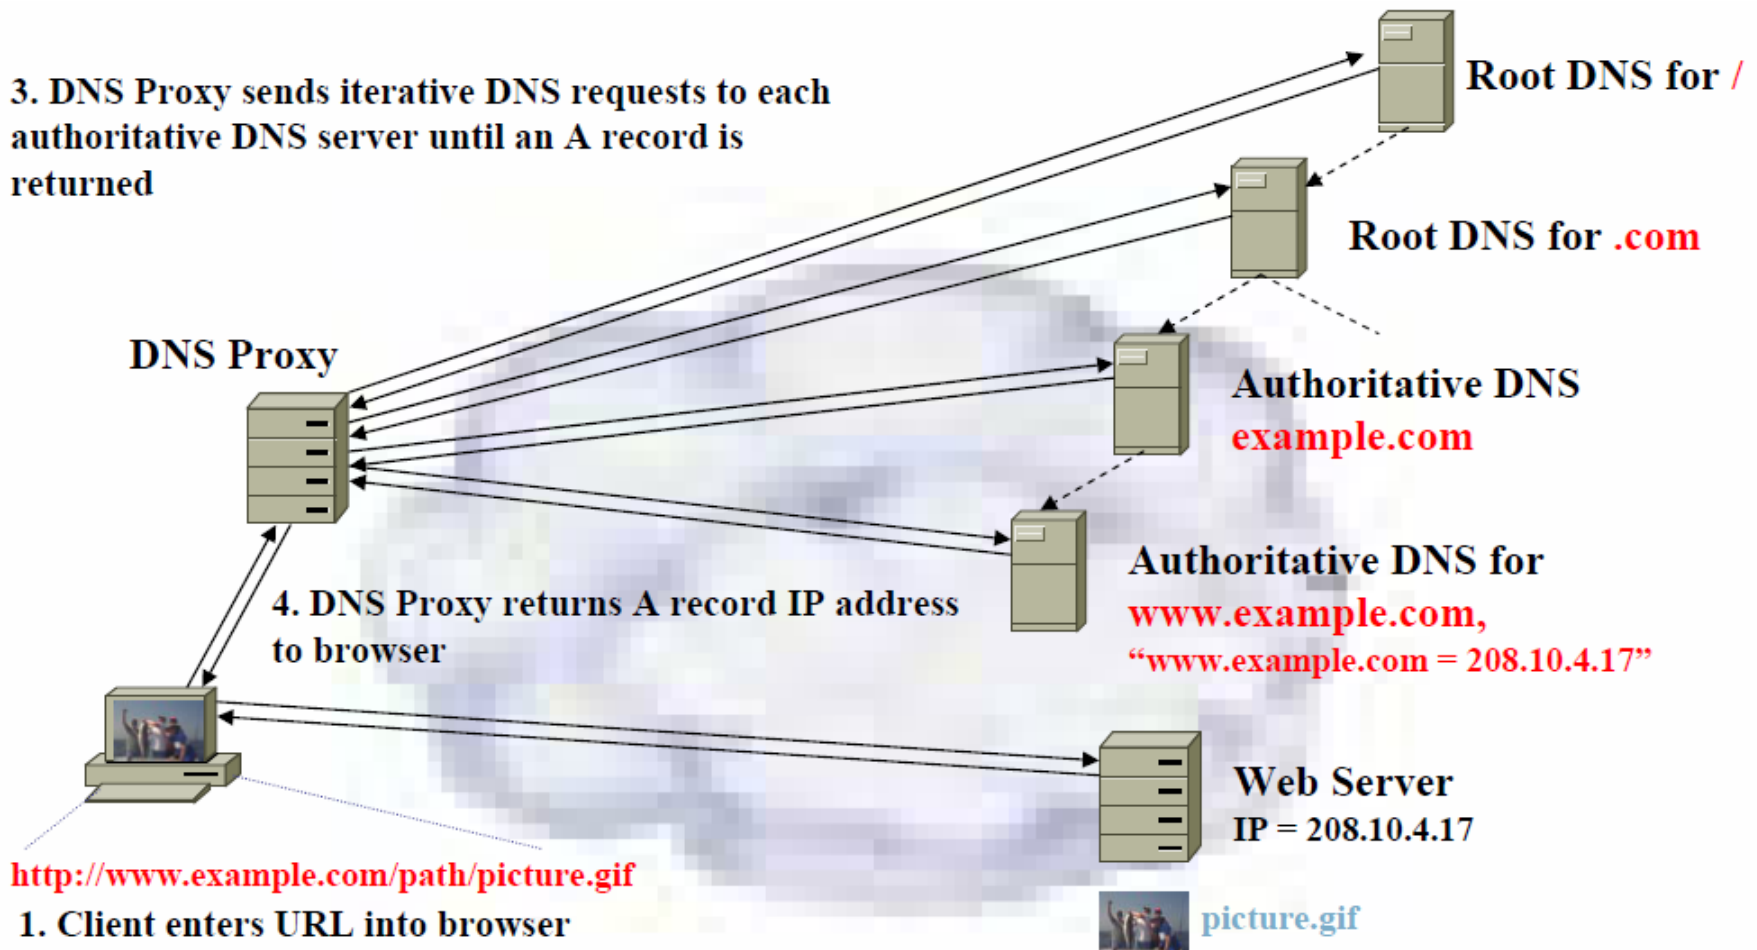 3. DNS Proxy sends iterative DNS requests to each
authoritative DNS server until an A record is
returned
Root DNS for /
Root DNS for .com
DNS Proxy
Authoritative DNS
example.com
Authoritative DNS for
www.example.com,
“www.example.com = 208.10.4.17”
4. DNS Proxy returns A record IP address
to browser
Web Server
IP = 208.10.4.17
http://www.example.com/path/picture.gif
1. Client enters URL into browser
picture.gif